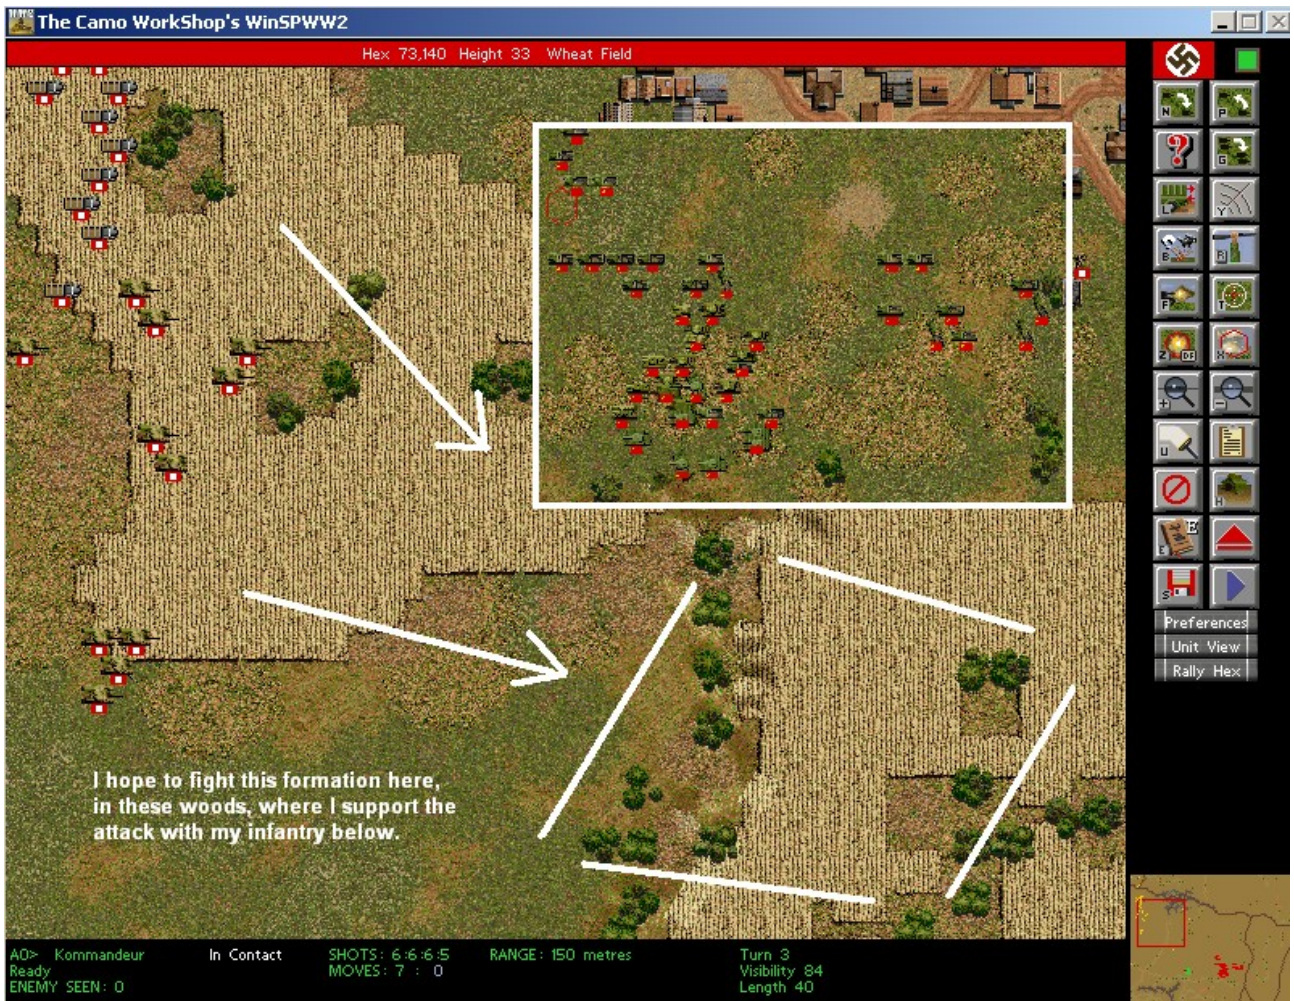 The Camo WorkShop's WinSPWW2
Hex 73,140 Height 33 Wheat Field
N
P
G
L
Y
B
R
F
T
Z DF
X
+
-
U
H
E E
S
Preferences
Unit View
Rally Hex
I hope to fight this formation here,
in these woods, where I support the
attack with my infantry below.
A0> Kommandeur In Contact SHOTS: 6:6:6:5 RANGE: 150 metres Turn 3
Ready MOVES: 7 : 0 Visibility 84
ENEMY SEEN: 0 Length 40